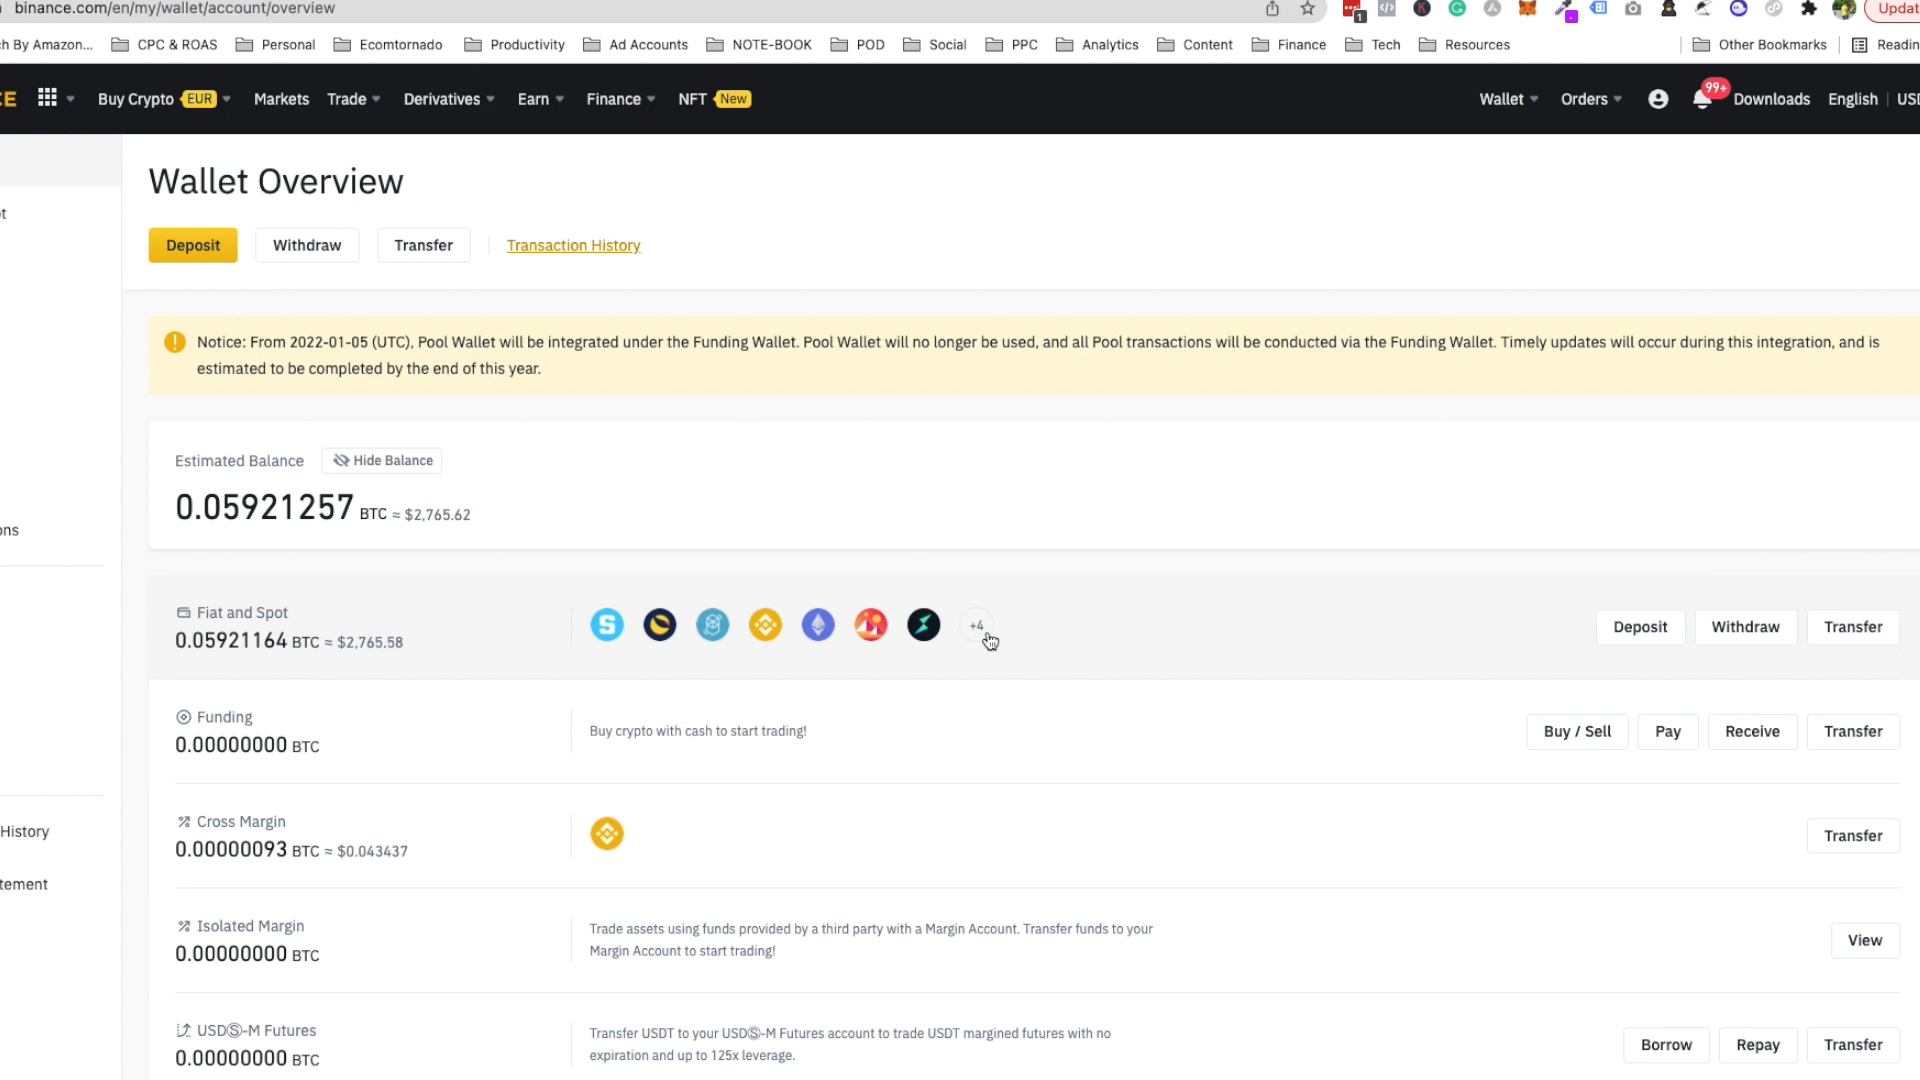 binance.com/en/my/wallet/account/overview
1
Updat
ch By Amazon... CPC & ROAS Personal Ecomtornado Productivity Ad Accounts NOTE-BOOK POD Social PPC Analytics Content Finance Tech Resources Other Bookmarks Readin
CE Buy Crypto EUR Markets Trade Derivatives Earn Finance NFT New Wallet Orders 99+ Downloads English USD
Wallet Overview
ot
Deposit Withdraw Transfer Transaction History
Notice: From 2022-01-05 (UTC), Pool Wallet will be integrated under the Funding Wallet. Pool Wallet will no longer be used, and all Pool transactions will be conducted via the Funding Wallet. Timely updates will occur during this integration, and is
estimated to be completed by the end of this year.
Estimated Balance Hide Balance
0.05921257 BTC ≈ $2,765.62
ons
Fiat and Spot
0.05921164 BTC ≈ $2,765.58
+4
Deposit Withdraw Transfer
Funding
0.00000000 BTC
Buy crypto with cash to start trading!
Buy / Sell Pay Receive Transfer
Cross Margin
0.00000093 BTC ≈ $0.043437
Transfer
History
tement
Isolated Margin
0.00000000 BTC
Trade assets using funds provided by a third party with a Margin Account. Transfer funds to your
Margin Account to start trading!
View
USDⓈ-M Futures
0.00000000 BTC
Transfer USDT to your USDⓈ-M Futures account to trade USDT margined futures with no
expiration and up to 125x leverage.
Borrow Repay Transfer